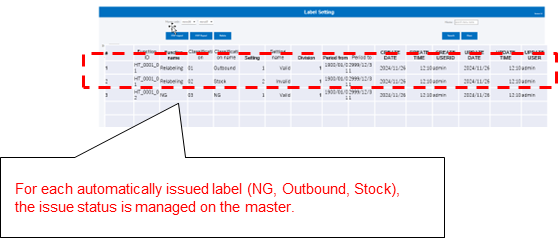 Label Setting
Function ID Function name Classification Classification name Setting Setting name Division Period from Period to CREATE DATE CREATE TIME CREATE USERID UPDATE DATE UPDATE TIME UPDATE USER
1 HT_0001_01 Relabeling 01 Outbound 1 Valid 1 1900/01/01 2999/12/31 2024/11/26 12:10 admin 2024/11/26 12:10 admin
2 HT_0001_01 Relabeling 02 Stock 2 Invalid 1 1900/01/01 2999/12/31 2024/11/26 12:10 admin 2024/11/26 12:10 admin
3 HT_0001_02 NG 03 NG 1 Valid 1 1900/01/01 2999/12/31 2024/11/26 12:10 admin 2024/11/26 12:10 admin
For each automatically issued label (NG, Outbound, Stock),
the issue status is managed on the master.